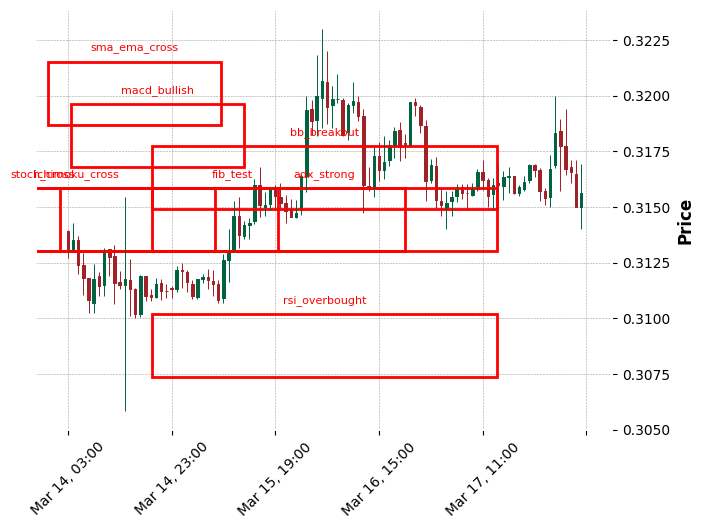 sma_ema_cross
macd_bullish
bb_breakout
fib_test
adx_strong
rsi_overbought
0.3225
0.3200
0.3175
0.3150
0.3125
0.3100
0.3075
0.3050
Price
Mar 14, 03:00
Mar 14, 23:00
Mar 15, 19:00
Mar 16, 15:00
Mar 17, 11:00